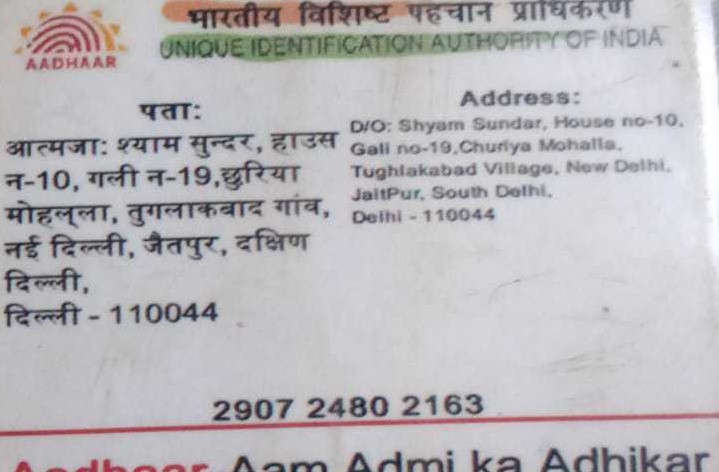 भारतीय विशिष्ट पहचान प्राधिकरण
UNIQUE IDENTIFICATION AUTHORITY OF INDIA
AADHAAR
पता:
आत्मजा: श्याम सुन्दर, हाउस
न-10, गली न-19,छुरिया
मोहल्ला, तुगलाकवाद गांव,
नई दिल्ली, जैतपुर, दक्षिण
दिल्ली,
दिल्ली - 110044
Address:
D/O: Shyam Sundar, House no-10,
Gali no-19,Churiya Mohalla,
Tughlakabad Village, New Delhi,
JaitPur, South Delhi,
Delhi - 110044
2907 2480 2163
Aadhaar-Aam Admi ka Adhikar